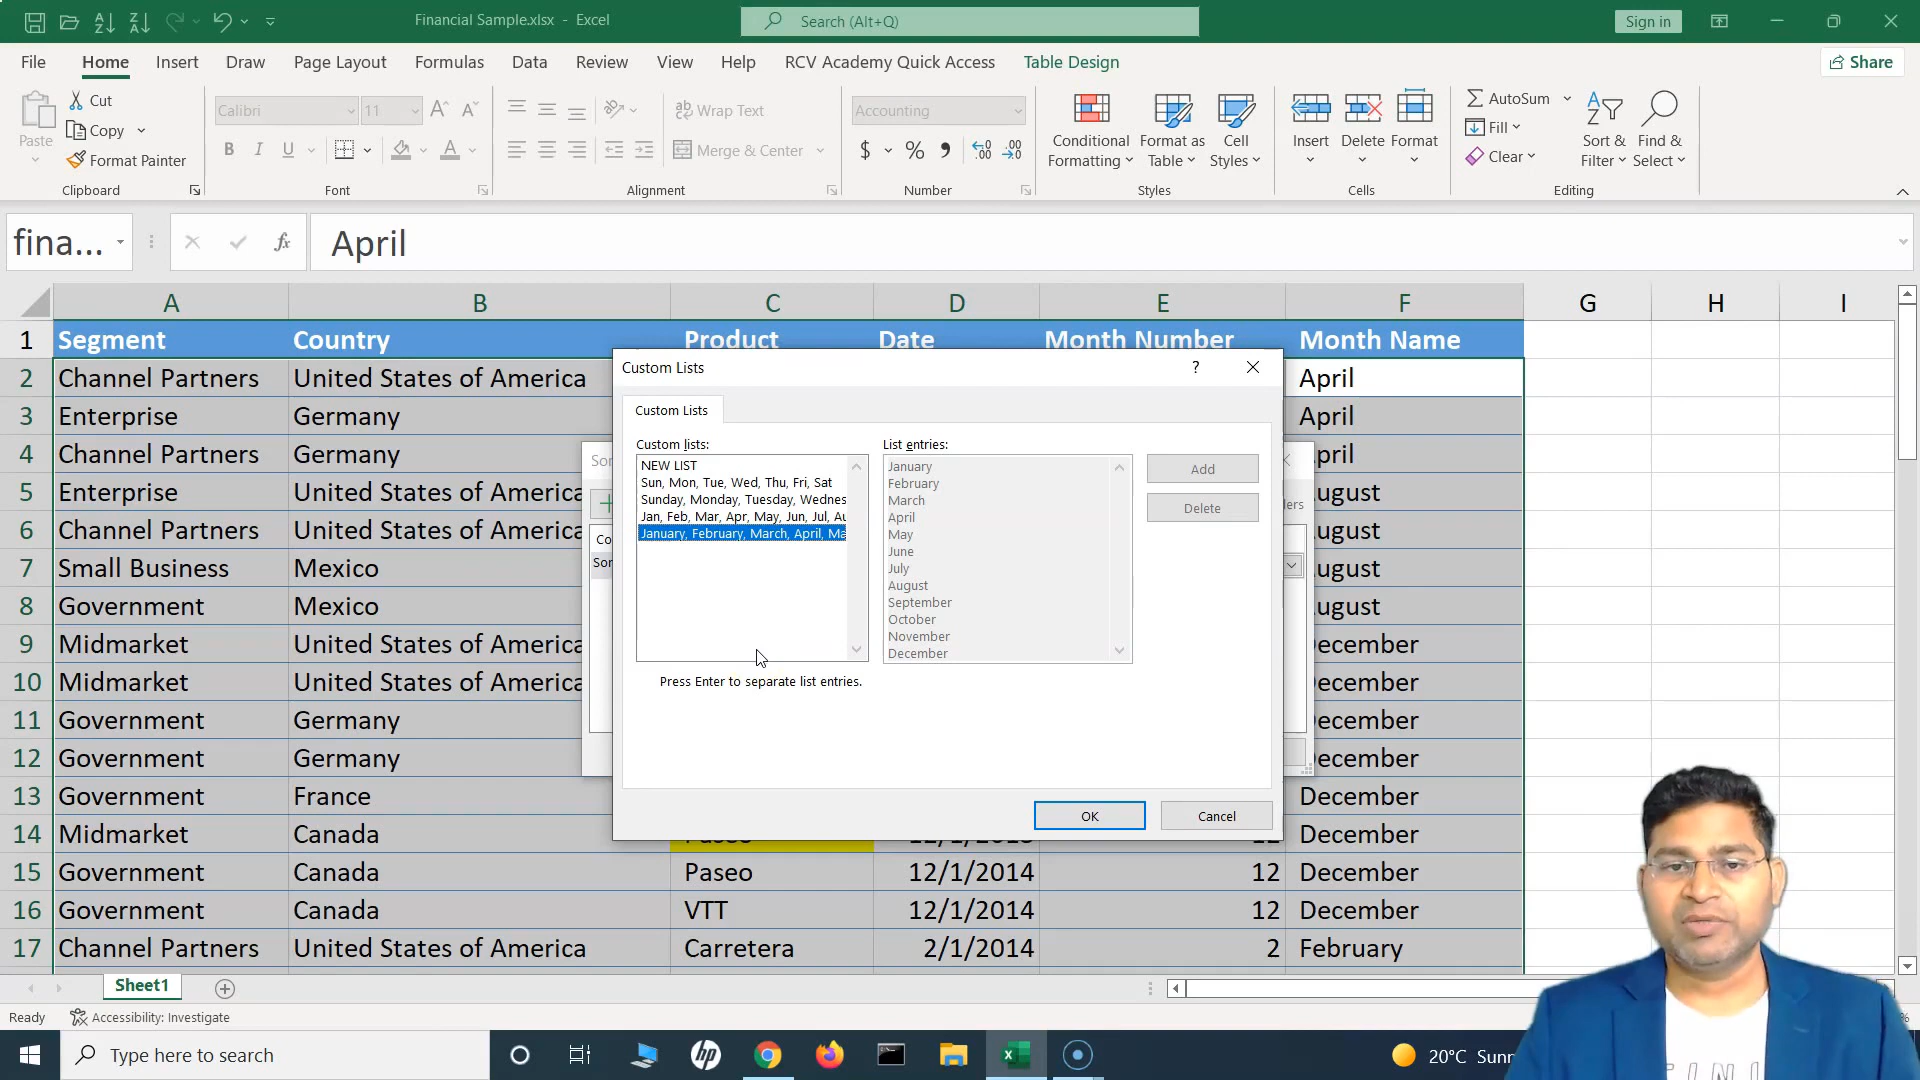 Financial Sample.xlsx - Excel
Search (Alt+Q)
Sign in
File Home Insert Draw Page Layout Formulas Data Review View Help RCV Academy Quick Access Table Design
Share
Paste
Cut
Copy
Format Painter
Clipboard
Calibri 11
B I U
Font
Wrap Text
Merge & Center
Alignment
Accounting
$ % 9
Number
Conditional Formatting
Format as Table
Cell Styles
Styles
Insert
Delete
Format
Cells
AutoSum
Fill
Clear
Sort & Filter
Find & Select
Editing
fina...
fx
April
A B C D E F G H I
1 Segment Country Product Date Month Number Month Name
2 Channel Partners United States of America April
3 Enterprise Germany April
4 Channel Partners Germany pril
5 Enterprise United States of America ugust
6 Channel Partners United States of America ugust
7 Small Business Mexico ugust
8 Government Mexico ugust
9 Midmarket United States of America ecember
10 Midmarket United States of America ecember
11 Government Germany ecember
12 Government Germany ecember
13 Government France December
14 Midmarket Canada Paseo 12/1/2013 12 December
15 Government Canada Paseo 12/1/2014 12 December
16 Government Canada VTT 12/1/2014 12 December
17 Channel Partners United States of America Carretera 2/1/2014 2 February
Custom Lists
?
Custom Lists
Custom lists:
NEW LIST
Sun, Mon, Tue, Wed, Thu, Fri, Sat
Sunday, Monday, Tuesday, Wednes
Jan, Feb, Mar, Apr, May, Jun, Jul, Au
January, February, March, April, Ma
Press Enter to separate list entries.
List entries:
January
February
March
April
May
June
July
August
September
October
November
December
Add
Delete
OK
Cancel
Sor
Co
Sor
ders
Sheet1
Ready
Accessibility: Investigate
%
Type here to search
hp
20°C Sunn